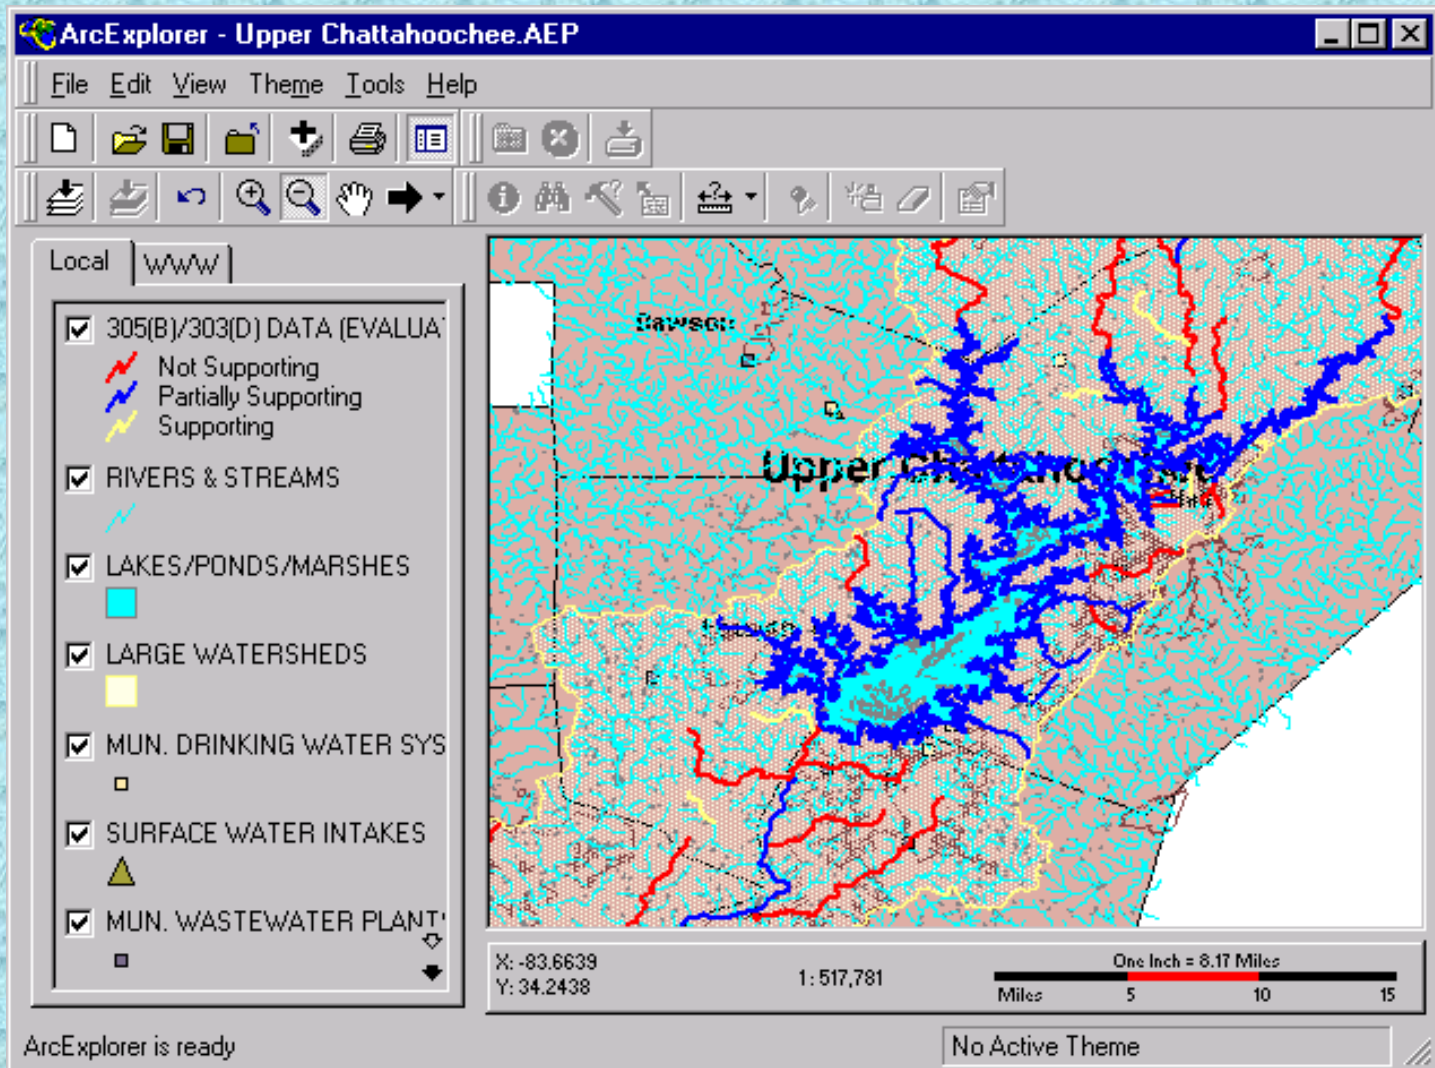 ArcExplorer - Upper Chattahoochee.AEP
File Edit View Theme Tools Help
Local WWW
305(B)/303(D) DATA (EVALUA
Not Supporting
Partially Supporting
Supporting
RIVERS & STREAMS
LAKES/PONDS/MARSHES
LARGE WATERSHEDS
MUN. DRINKING WATER SYS
SURFACE WATER INTAKES
MUN. WASTEWATER PLANT
Dawson
Upper
X: -83.6639
Y: 34.2438
1: 517,781
One Inch = 8.17 Miles
Miles 5 10 15
ArcExplorer is ready
No Active Theme